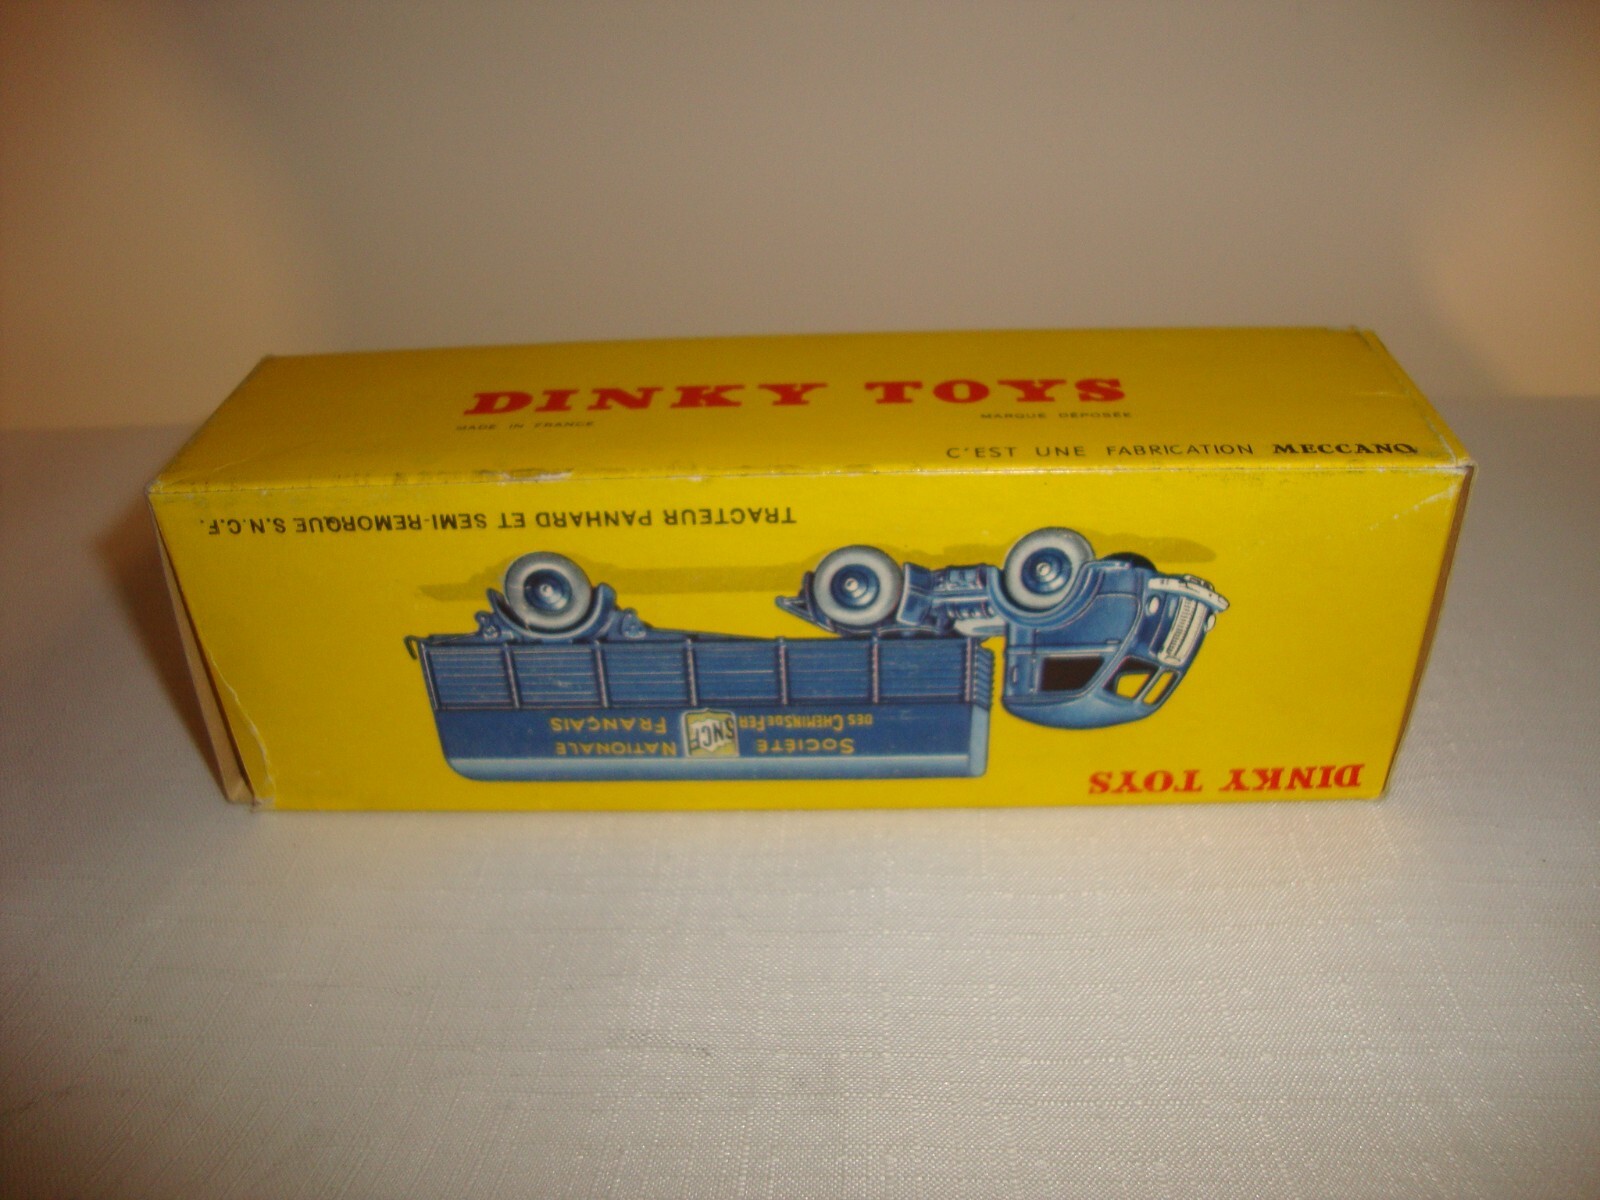 DINKY TOYS
MADE IN FRANCE
MARQUE DÉPOSÉE
C'EST UNE FABRICATION MECCANO
TRACTEUR PANHARD ET SEMI-REMORQUE S.N.C.F.
DINKY TOYS
SOCIÉTÉ NATIONALE
SNCF
DES CHEMINS DE FER FRANÇAIS